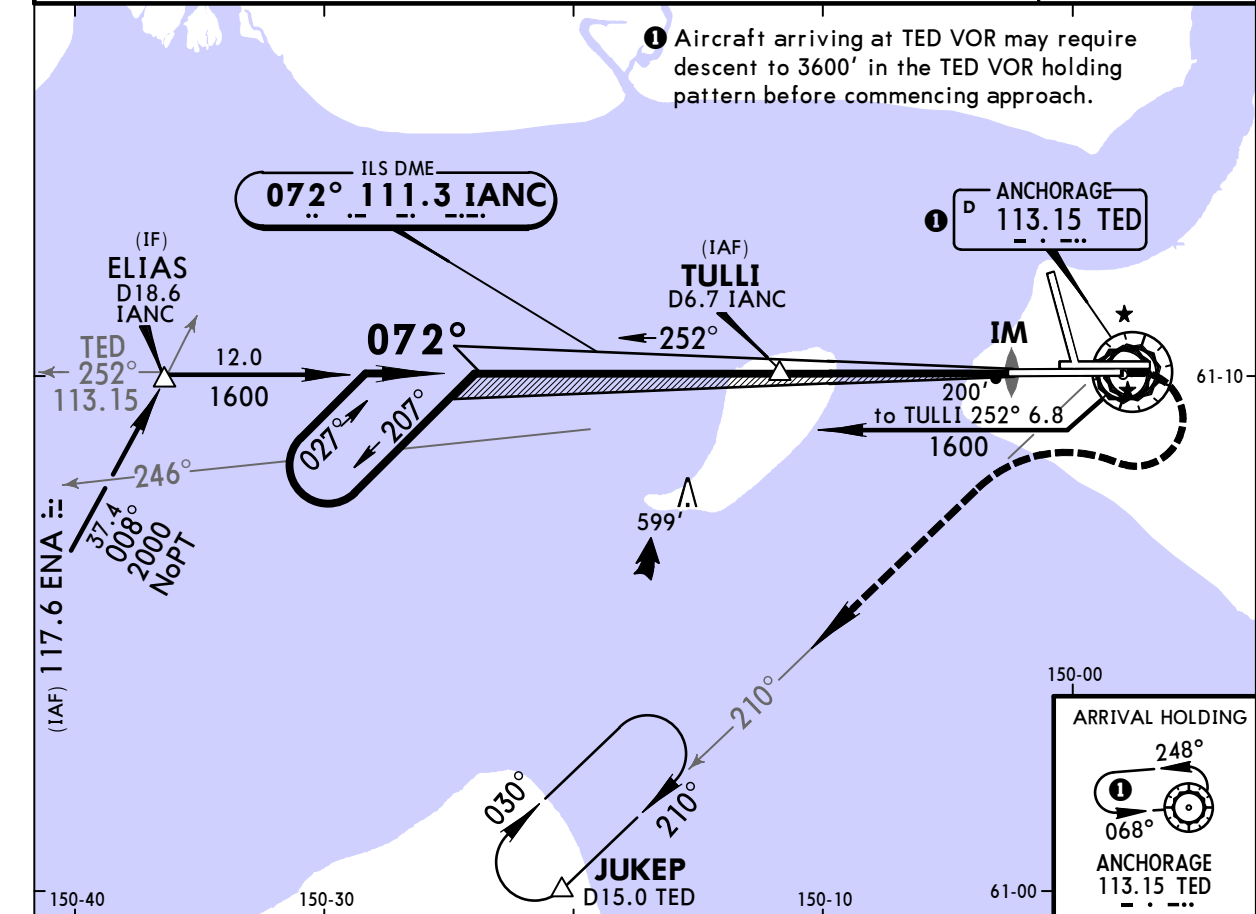 ❶ Aircraft arriving at TED VOR may require
descent to 3600' in the TED VOR holding
pattern before commencing approach.
ILS DME
072° 111.3 IANC
ANCHORAGE
❶ D 113.15 TED
(IF)
ELIAS
D18.6
IANC
(IAF)
TULLI
D6.7 IANC
TED
252°
113.15
12.0
1600
072°
252°
IM
200'
61-10
to TULLI 252° 6.8
1600
027°
207°
246°
37.4
008°
2000
NoPT
(IAF) 117.6 ENA
599'
210°
150-00
ARRIVAL HOLDING
248°
❶
068°
ANCHORAGE
113.15 TED
030°
210°
JUKEP
D15.0 TED
150-40
150-30
150-10
61-00
D